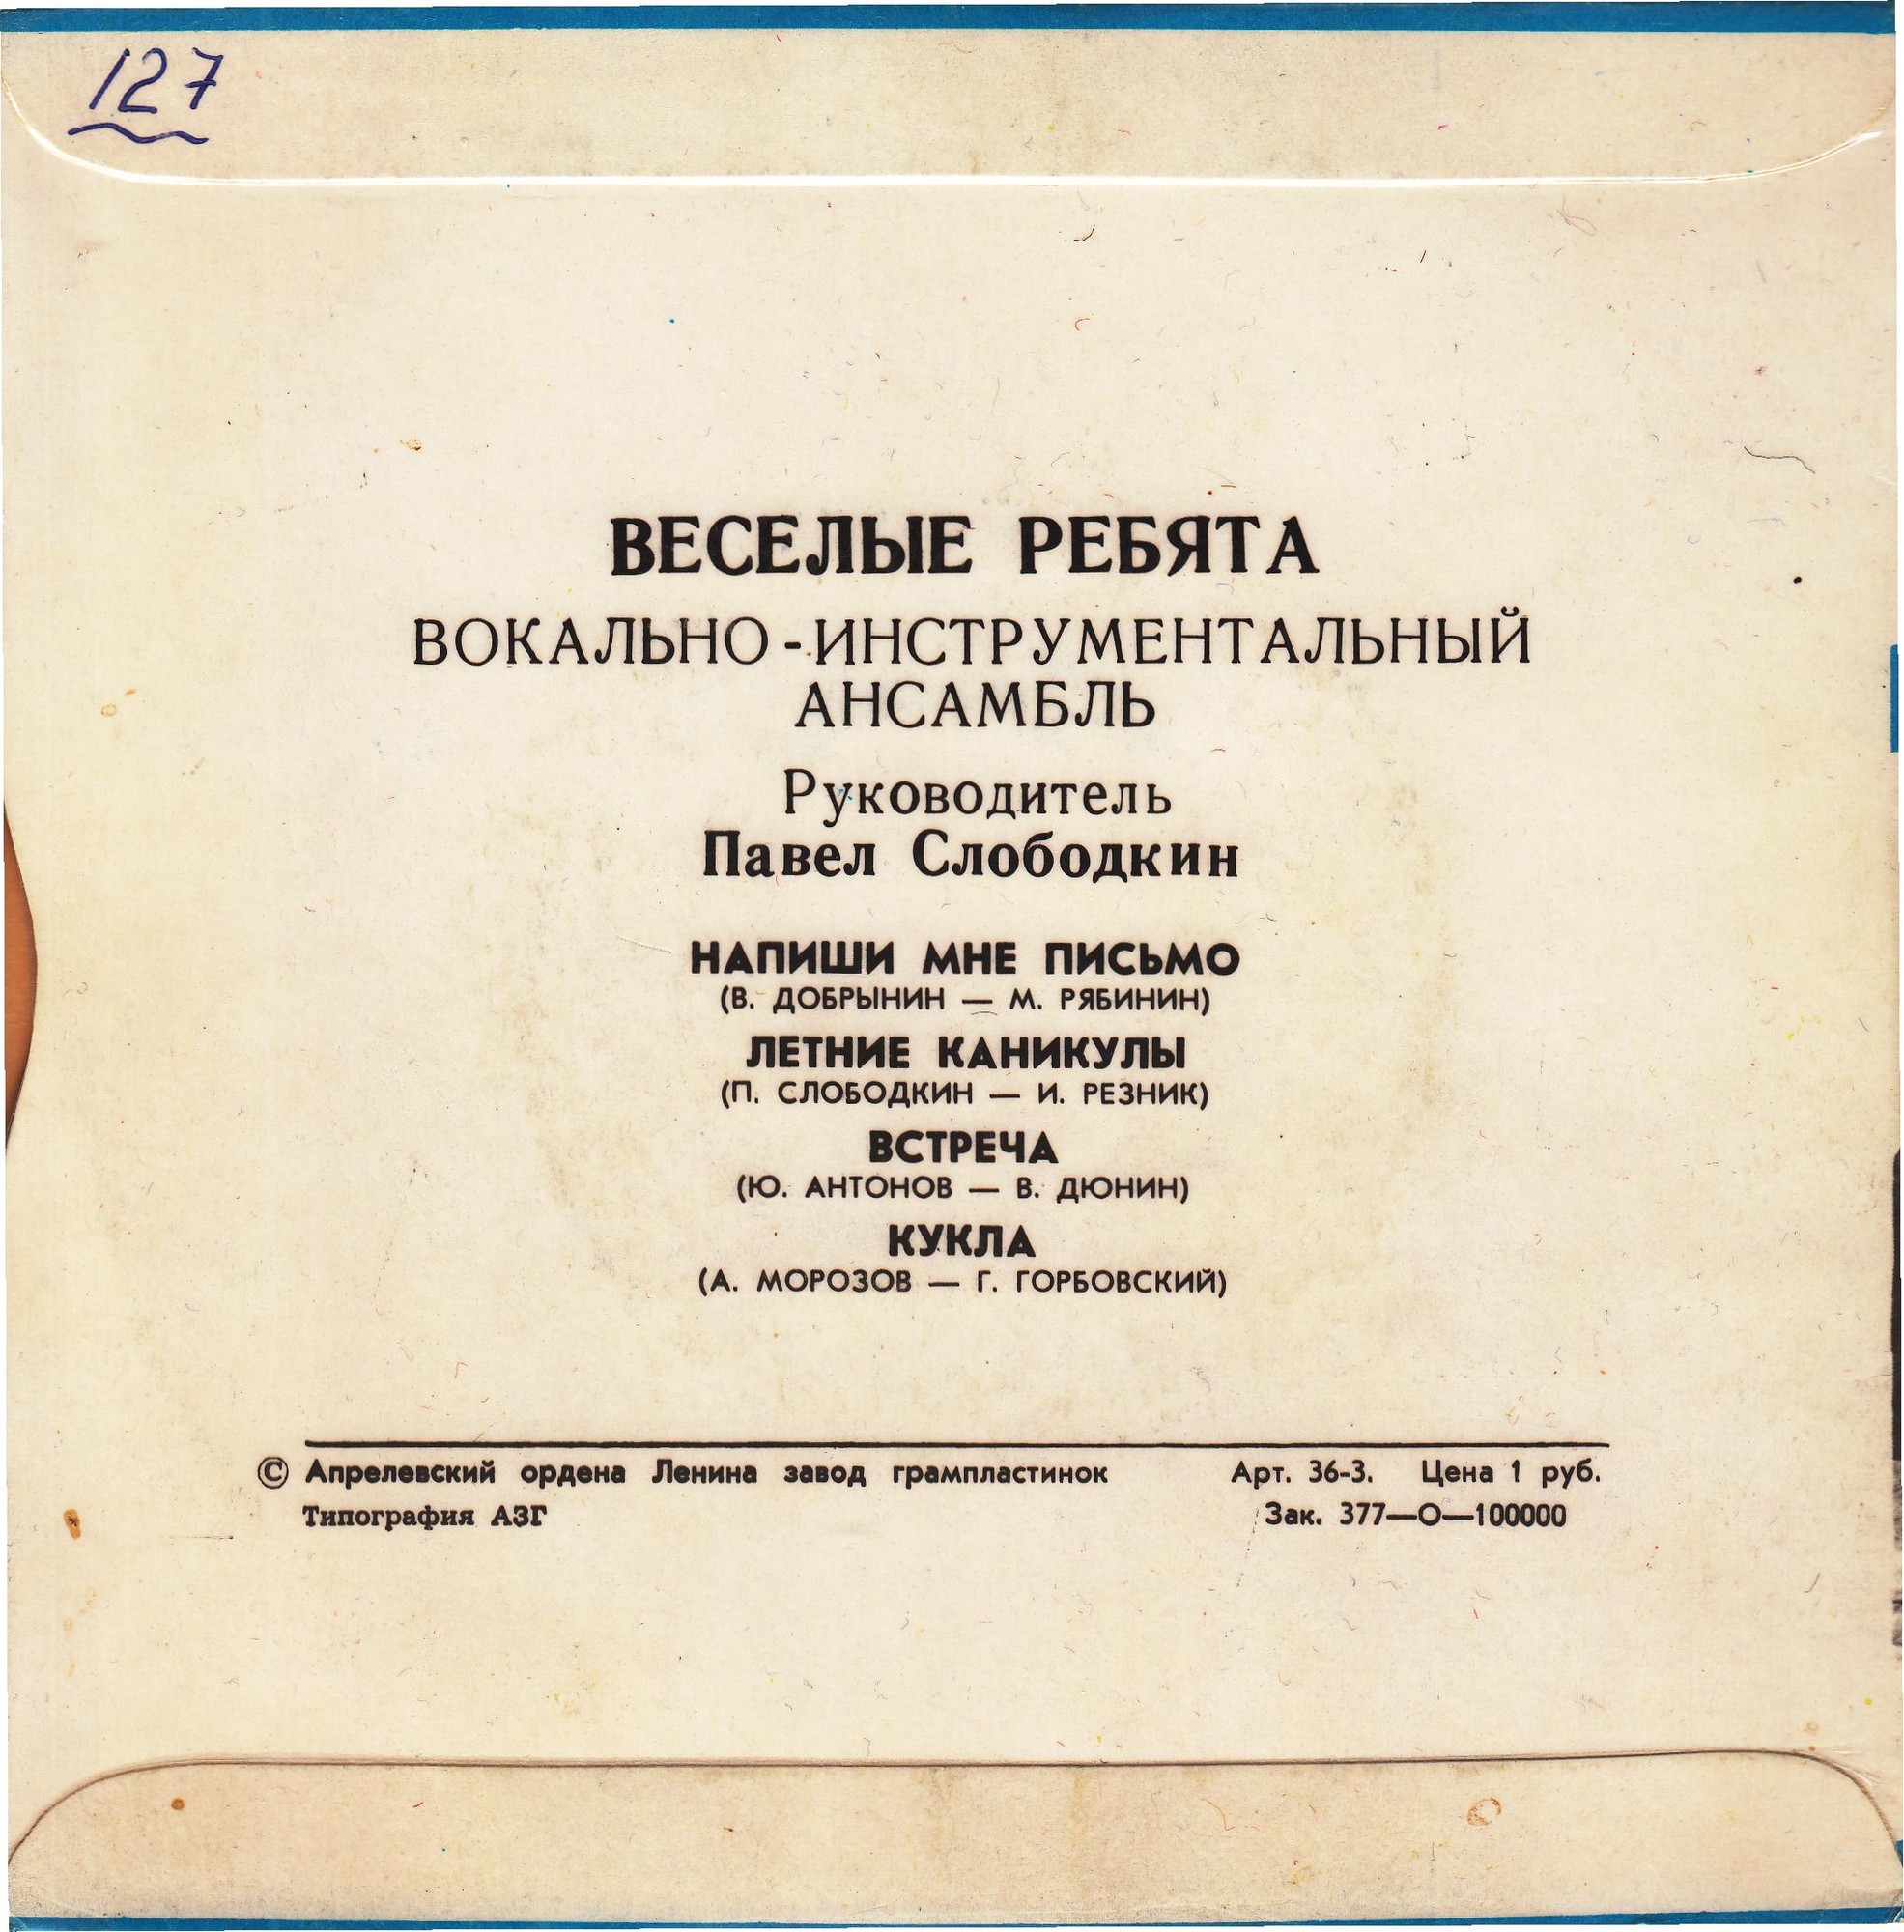 127
ВЕСЕЛЫЕ РЕБЯТА
ВОКАЛЬНО-ИНСТРУМЕНТАЛЬНЫЙ
АНСАМБЛЬ
Руководитель
Павел Слободкин
НАПИШИ МНЕ ПИСЬМО
(В. ДОБРЫНИН — М. РЯБИНИН)
ЛЕТНИЕ КАНИКУЛЫ
(П. СЛОБОДКИН — И. РЕЗНИК)
ВСТРЕЧА
(Ю. АНТОНОВ — В. ДЮНИН)
КУКЛА
(А. МОРОЗОВ — Г. ГОРБОВСКИЙ)
© Апрелевский ордена Ленина завод грампластинок Арт. 36-3. Цена 1 руб.
Типография АЗГ Зак. 377—О—100000